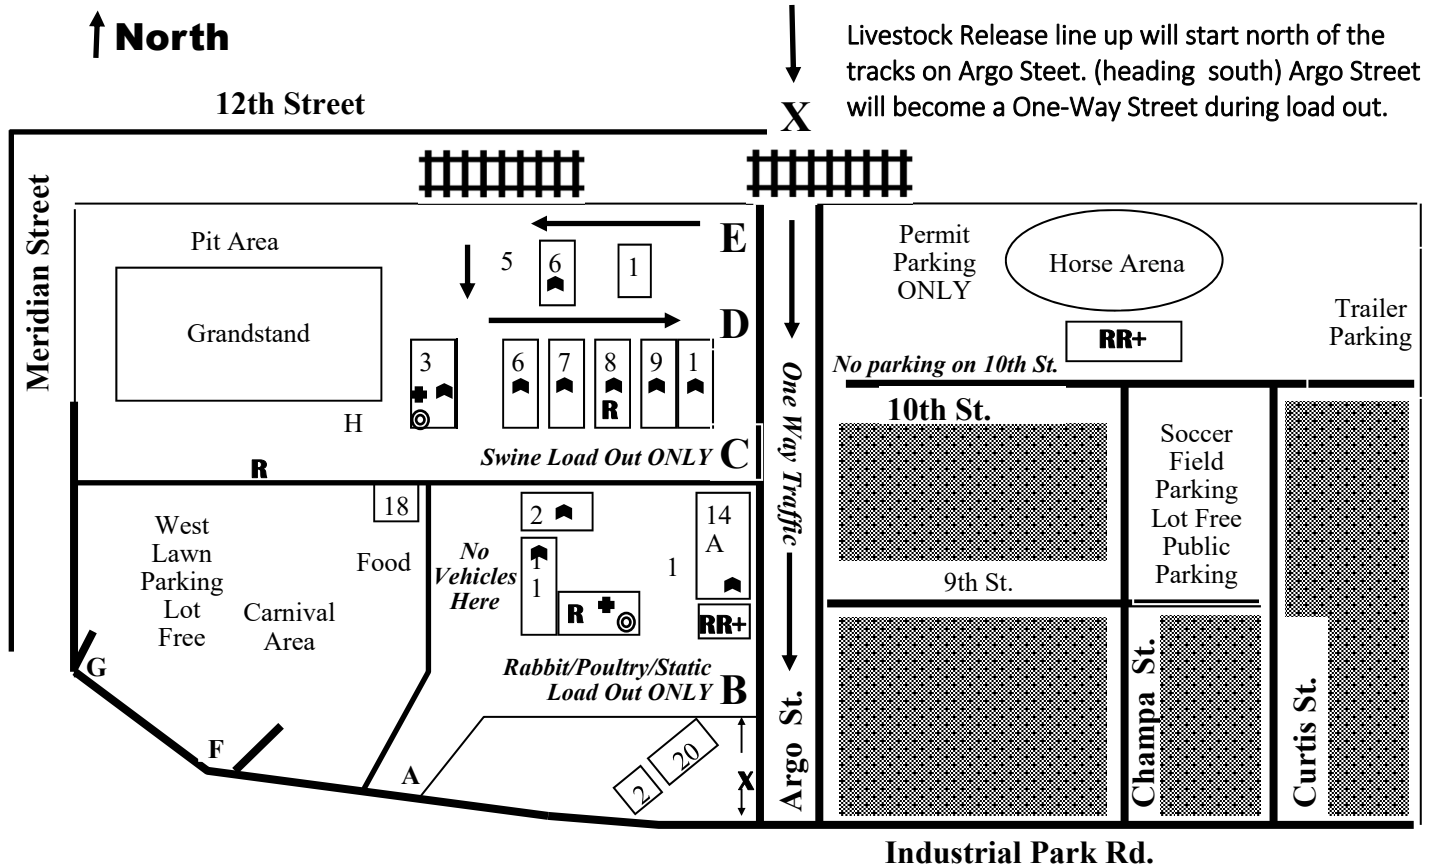 North
Livestock Release line up will start north of the
tracks on Argo Steet. (heading south) Argo Street
will become a One-Way Street during load out.
12th Street
X
Meridian Street
Pit Area
Grandstand
H
E
5
6
1
D
3
6
7
8
R
9
1
Swine Load Out ONLY
C
R
18
West
Lawn
Parking
Lot
Free
Carnival
Area
Food
No
Vehicles
Here
2
1
1
R
14
A
1
RR+
Rabbit/Poultry/Static
Load Out ONLY
B
G
F
A
2
20
X
One Way Traffic
Argo St.
Permit
Parking
ONLY
Horse Arena
RR+
Trailer
Parking
No parking on 10th St.
10th St.
Soccer
Field
Parking
Lot Free
Public
Parking
9th St.
Champa St.
Curtis St.
Industrial Park Rd.